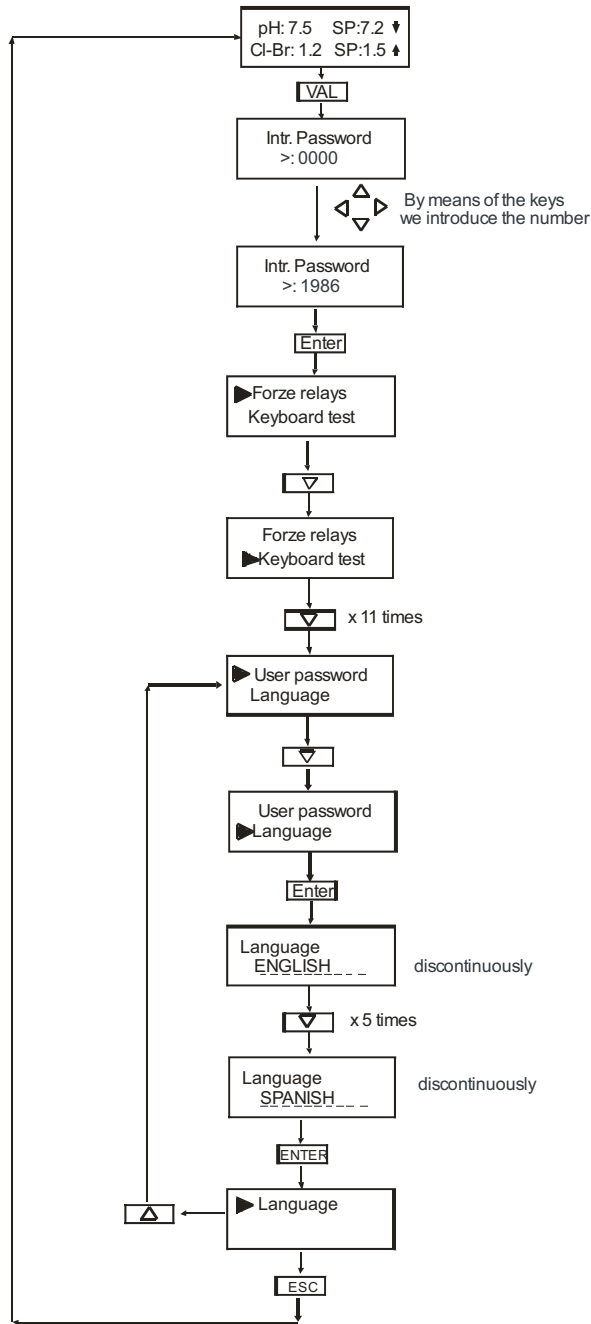 pH: 7.5 SP:7.2
Cl-Br: 1.2 SP:1.5
VAL
Intr. Password
>: 0000
By means of the keys
we introduce the number
Intr. Password
>: 1986
Enter
Forze relays
Keyboard test
Forze relays
Keyboard test
x 11 times
User password
Language
User password
Language
Enter
Language
ENGLISH
discontinuously
x 5 times
Language
SPANISH
discontinuously
ENTER
Language
ESC